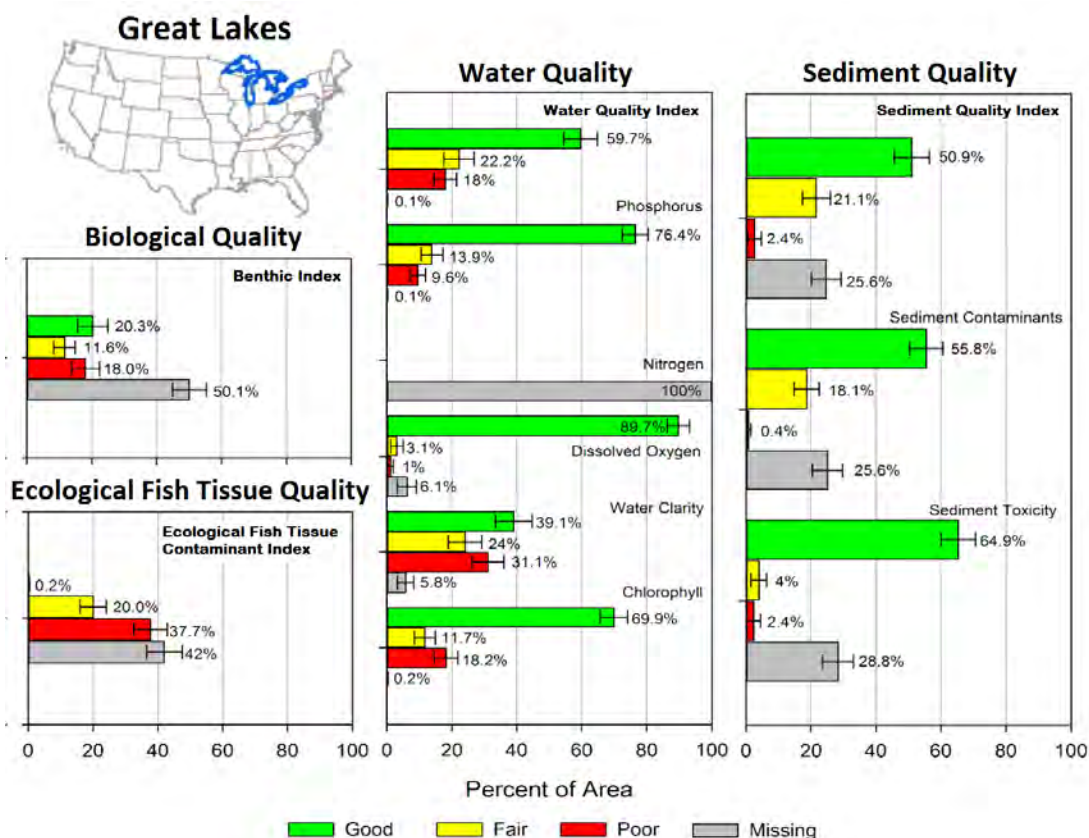 Great Lakes
Biological Quality
Benthic Index
20.3%
11.6%
18.0%
50.1%
Ecological Fish Tissue Quality
Ecological Fish Tissue
Contaminant Index
0.2%
20.0%
37.7%
42%
0 20 40 60 80 100
Water Quality
Water Quality Index
59.7%
22.2%
18%
0.1%
Phosphorus
76.4%
13.9%
9.6%
0.1%
Nitrogen
100%
89.7%
Dissolved Oxygen
3.1%
1%
6.1%
Water Clarity
39.1%
24%
31.1%
5.8%
Chlorophyll
69.9%
11.7%
18.2%
0.2%
0 20 40 60 80 100
Sediment Quality
Sediment Quality Index
50.9%
21.1%
2.4%
25.6%
Sediment Contaminants
55.8%
18.1%
0.4%
25.6%
Sediment Toxicity
64.9%
4%
2.4%
28.8%
0 20 40 60 80 100
Percent of Area
Good Fair Poor Missing